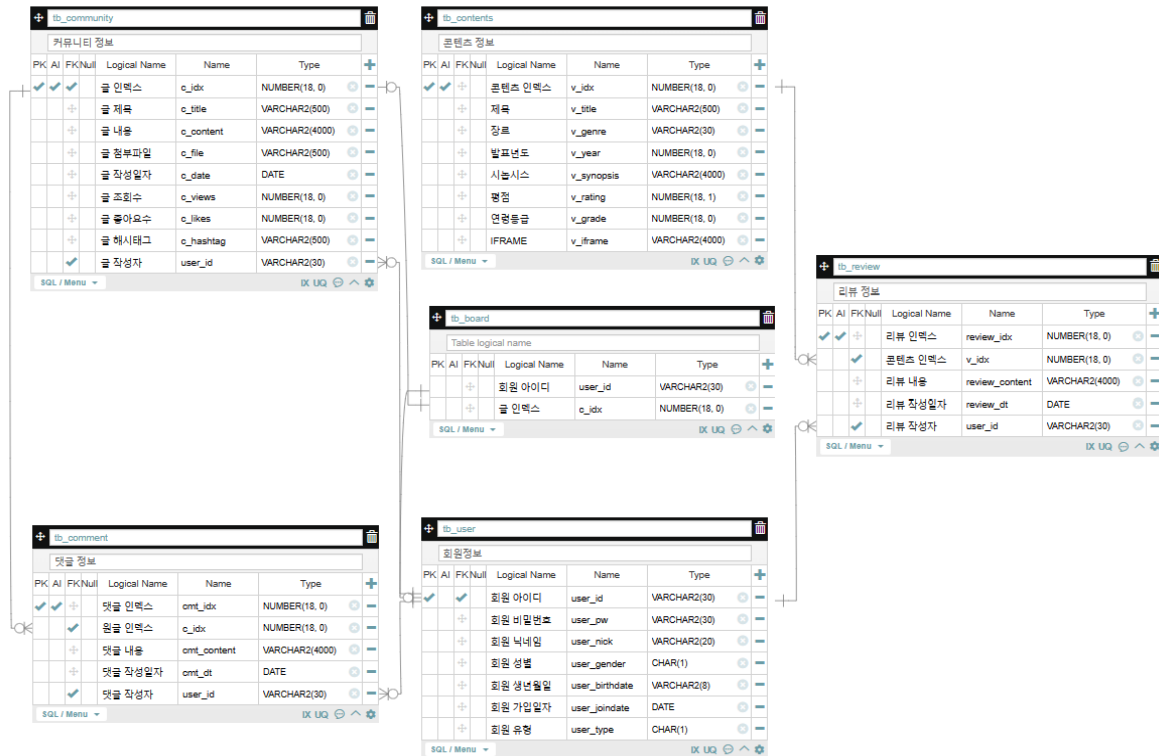 tb_community
커뮤니티 정보
PK AI FK Null Logical Name Name Type
글 인덱스 c_idx NUMBER(18, 0)
글 제목 c_title VARCHAR2(500)
글 내용 c_content VARCHAR2(4000)
글 첨부파일 c_file VARCHAR2(500)
글 작성일자 c_date DATE
글 조회수 c_views NUMBER(18, 0)
글 좋아요수 c_likes NUMBER(18, 0)
글 해시태그 c_hashtag VARCHAR2(500)
글 작성자 user_id VARCHAR2(30)
SQL / Menu IX UQ
tb_contents
콘텐츠 정보
PK AI FK Null Logical Name Name Type
콘텐츠 인덱스 v_idx NUMBER(18, 0)
제목 v_title VARCHAR2(500)
장르 v_genre VARCHAR2(30)
발표년도 v_year NUMBER(18, 0)
시놉시스 v_synopsis VARCHAR2(4000)
평점 v_rating NUMBER(18, 1)
연령등급 v_grade NUMBER(18, 0)
IFRAME v_iframe VARCHAR2(4000)
SQL / Menu IX UQ
tb_review
리뷰 정보
PK AI FK Null Logical Name Name Type
리뷰 인덱스 review_idx NUMBER(18, 0)
콘텐츠 인덱스 v_idx NUMBER(18, 0)
리뷰 내용 review_content VARCHAR2(4000)
리뷰 작성일자 review_dt DATE
리뷰 작성자 user_id VARCHAR2(30)
SQL / Menu IX UQ
tb_board
Table logical name
PK AI FK Null Logical Name Name Type
회원 아이디 user_id VARCHAR2(30)
글 인덱스 c_idx NUMBER(18, 0)
SQL / Menu IX UQ
tb_comment
댓글 정보
PK AI FK Null Logical Name Name Type
댓글 인덱스 cmt_idx NUMBER(18, 0)
원글 인덱스 c_idx NUMBER(18, 0)
댓글 내용 cmt_content VARCHAR2(4000)
댓글 작성일자 cmt_dt DATE
댓글 작성자 user_id VARCHAR2(30)
SQL / Menu IX UQ
tb_user
회원정보
PK AI FK Null Logical Name Name Type
회원 아이디 user_id VARCHAR2(30)
회원 비밀번호 user_pw VARCHAR2(30)
회원 닉네임 user_nick VARCHAR2(20)
회원 성별 user_gender CHAR(1)
회원 생년월일 user_birthdate VARCHAR2(8)
회원 가입일자 user_joindate DATE
회원 유형 user_type CHAR(1)
SQL / Menu IX UQ